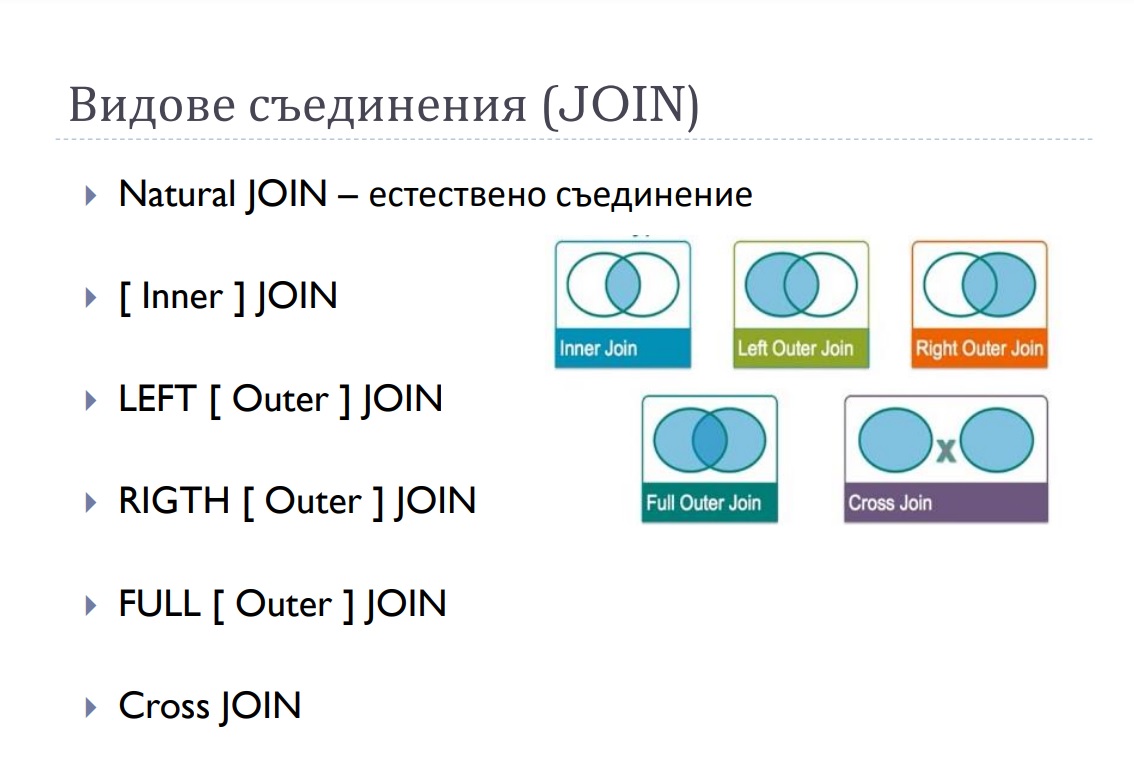 Видове съединения (JOIN)
Natural JOIN – естествено съединение
[ Inner ] JOIN
LEFT [ Outer ] JOIN
RIGTH [ Outer ] JOIN
FULL [ Outer ] JOIN
Cross JOIN
Inner Join
Left Outer Join
Right Outer Join
Full Outer Join
X
Cross Join